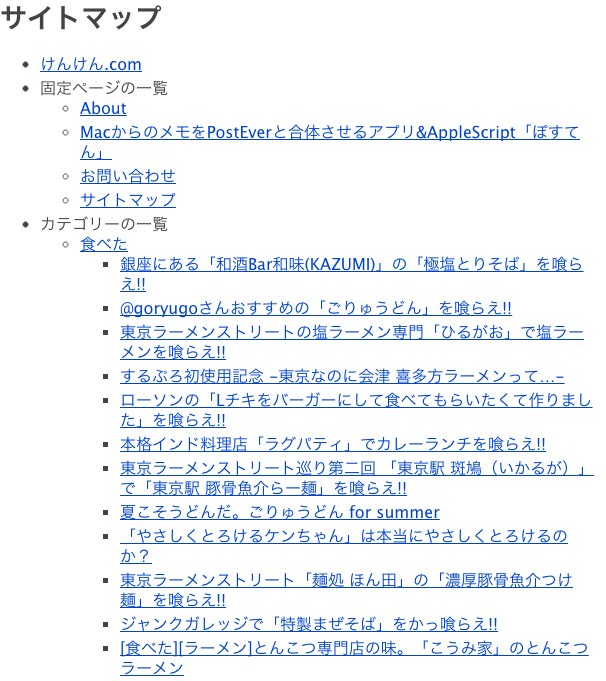 サイトマップ
けんけん.com
固定ページの一覧
About
MacからのメモをPostEverと合体させるアプリ&AppleScript「ぽすて
ん」
お問い合わせ
サイトマップ
カテゴリーの一覧
食べた
銀座にある「和酒Bar和味(KAZUMI)」の「極塩とりそば」を喰ら
え!!
@goryugoさんおすすめの「ごりゅうどん」を喰らえ!!
東京ラーメンストリートの塩ラーメン専門「ひるがお」で塩ラー
メンを喰らえ!!
するぷろ初使用記念 –東京なのに会津 喜多方ラーメンって…–
ローソンの「Lチキをバーガーにして食べてもらいたくて作りまし
た」を喰らえ!!
本格インド料理店「ラグパティ」でカレーランチを喰らえ!!
東京ラーメンストリート巡り第二回 「東京駅 斑鳩（いかるが）」
で「東京駅 豚骨魚介らー麺」を喰らえ!!
夏こそうどんだ。ごりゅうどん for summer
「やさしくとろけるケンちゃん」は本当にやさしくとろけるの
か？
東京ラーメンストリート「麺処 ほん田」の「濃厚豚骨魚介つけ
麺」を喰らえ!!
ジャンクガレッジで「特製まぜそば」をかっ喰らえ!!
[食べた][ラーメン]とんこつ専門店の味。「こうみ家」のとんこつ
ラーメン